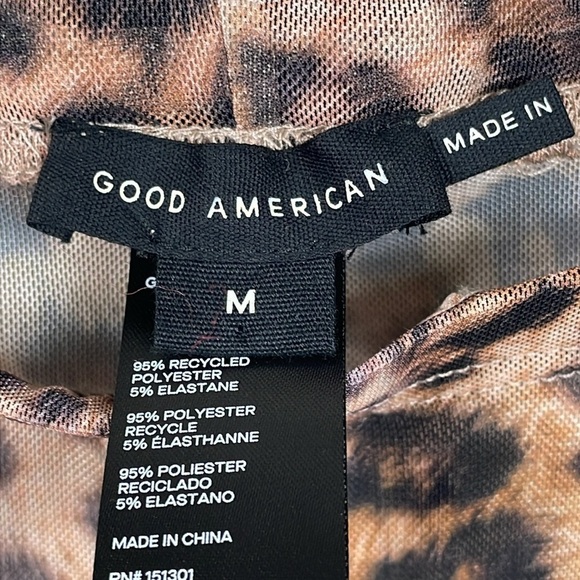 GOOD AMERICAN
MADE IN
M
G
95% RECYCLED
POLYESTER
5% ELASTANE
95% POLYESTER
RECYCLE
5% ÉLASTHANNE
95% POLIESTER
RECICLADO
5% ELASTANO
MADE IN CHINA
RN# 151301